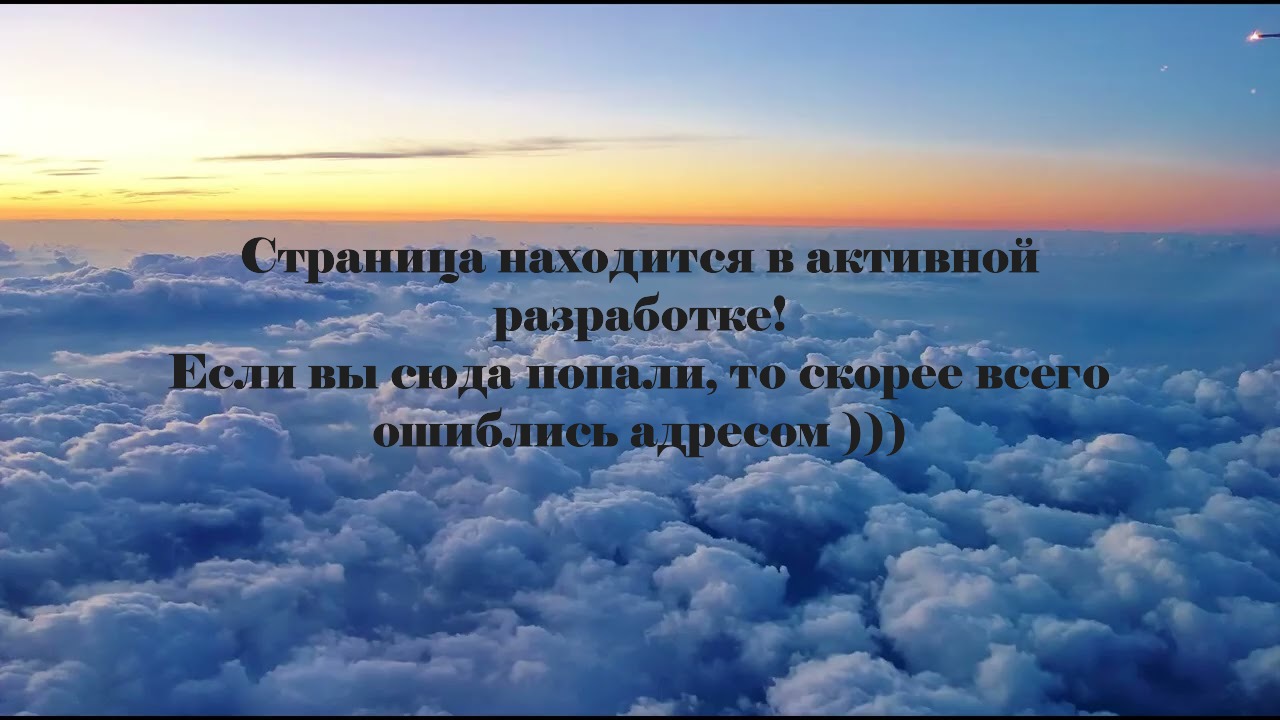 Страница находится в активной
разработке!
Если вы сюда попали, то скорее всего
ошиблись адресом )))